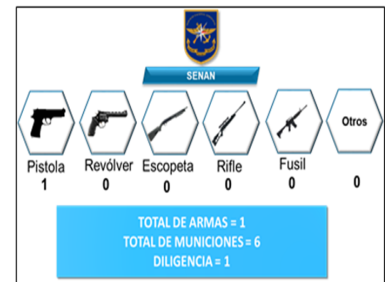 SENAN
Otros
Pistola Revólver Escopeta Rifle Fusil
1 0 0 0 0 0
TOTAL DE ARMAS = 1
TOTAL DE MUNICIONES = 6
DILIGENCIA = 1